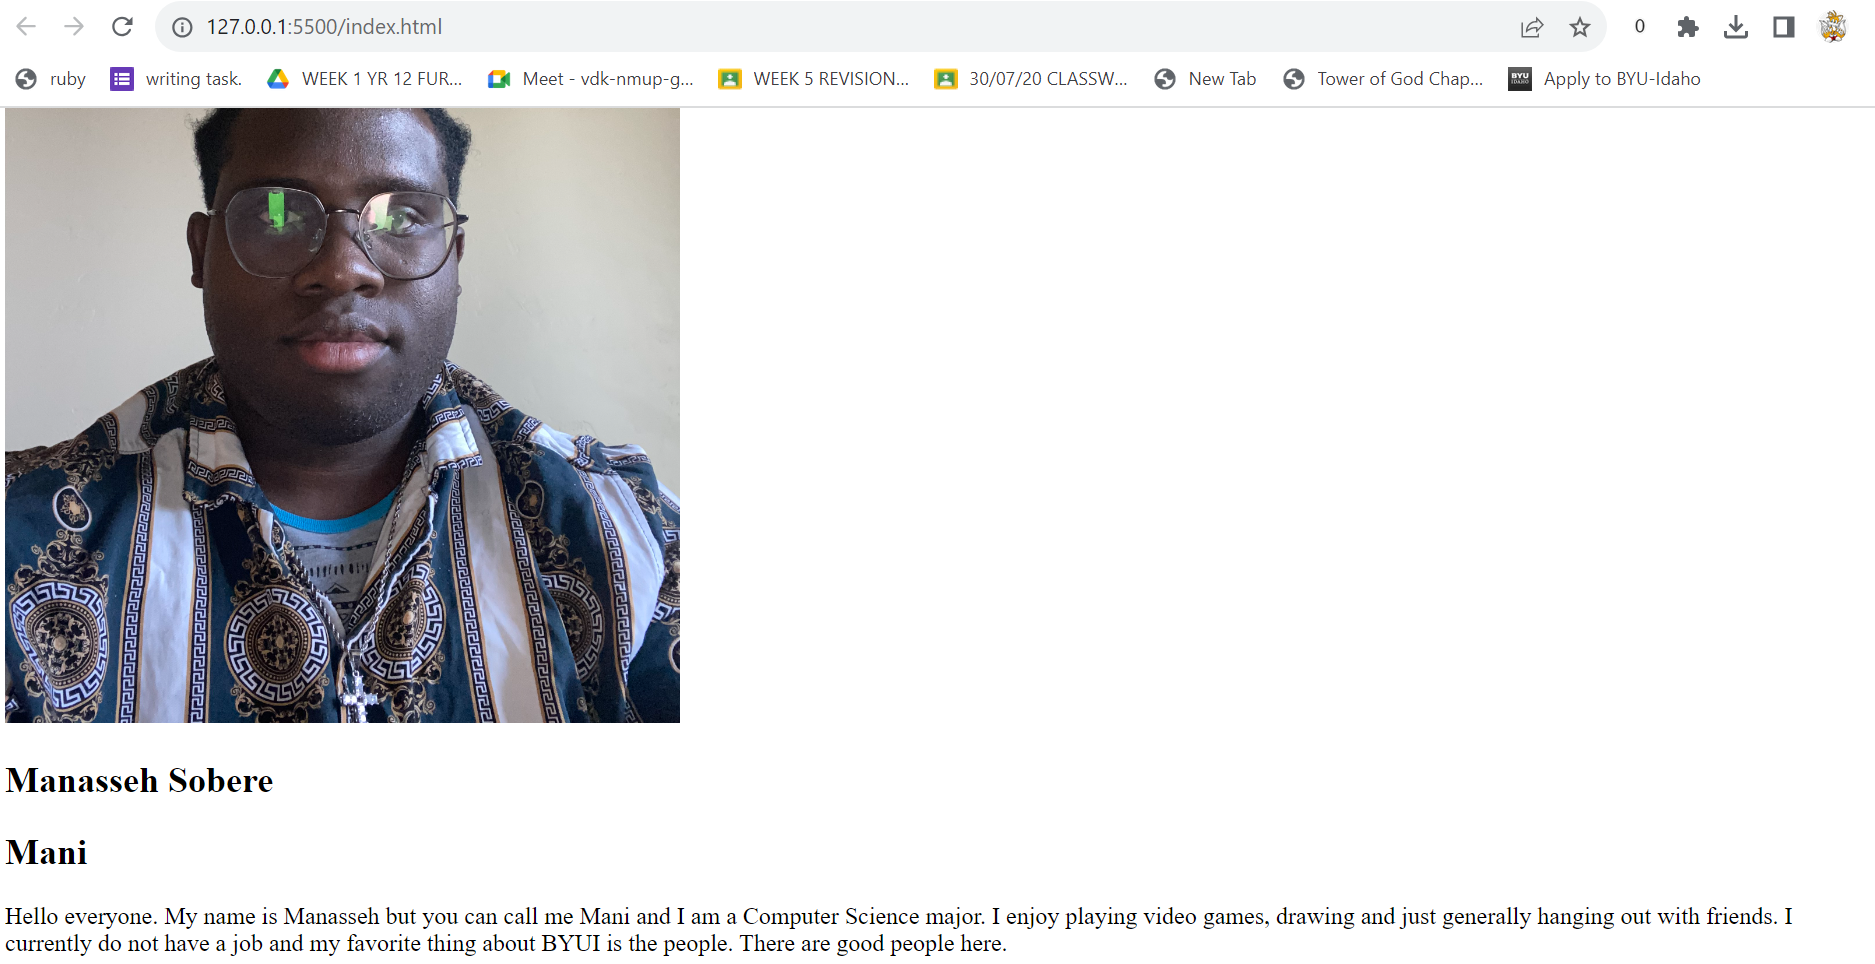 127.0.0.1:5500/index.html
0
ruby
writing task.
WEEK 1 YR 12 FUR...
Meet - vdk-nmup-g...
WEEK 5 REVISION...
30/07/20 CLASSW...
New Tab
Tower of God Chap...
BYU
IDAHO
Apply to BYU-Idaho
Manasseh Sobere
Mani
Hello everyone. My name is Manasseh but you can call me Mani and I am a Computer Science major. I enjoy playing video games, drawing and just generally hanging out with friends. I
currently do not have a job and my favorite thing about BYUI is the people. There are good people here.